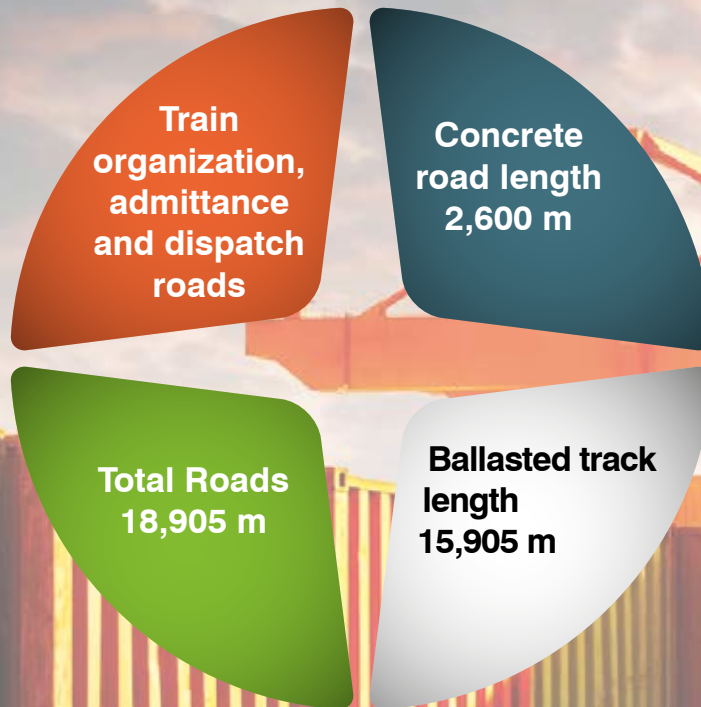 Train
organization,
admittance
and dispatch
roads
Concrete
road length
2,600 m
Total Roads
18,905 m
Ballasted track
length
15,905 m